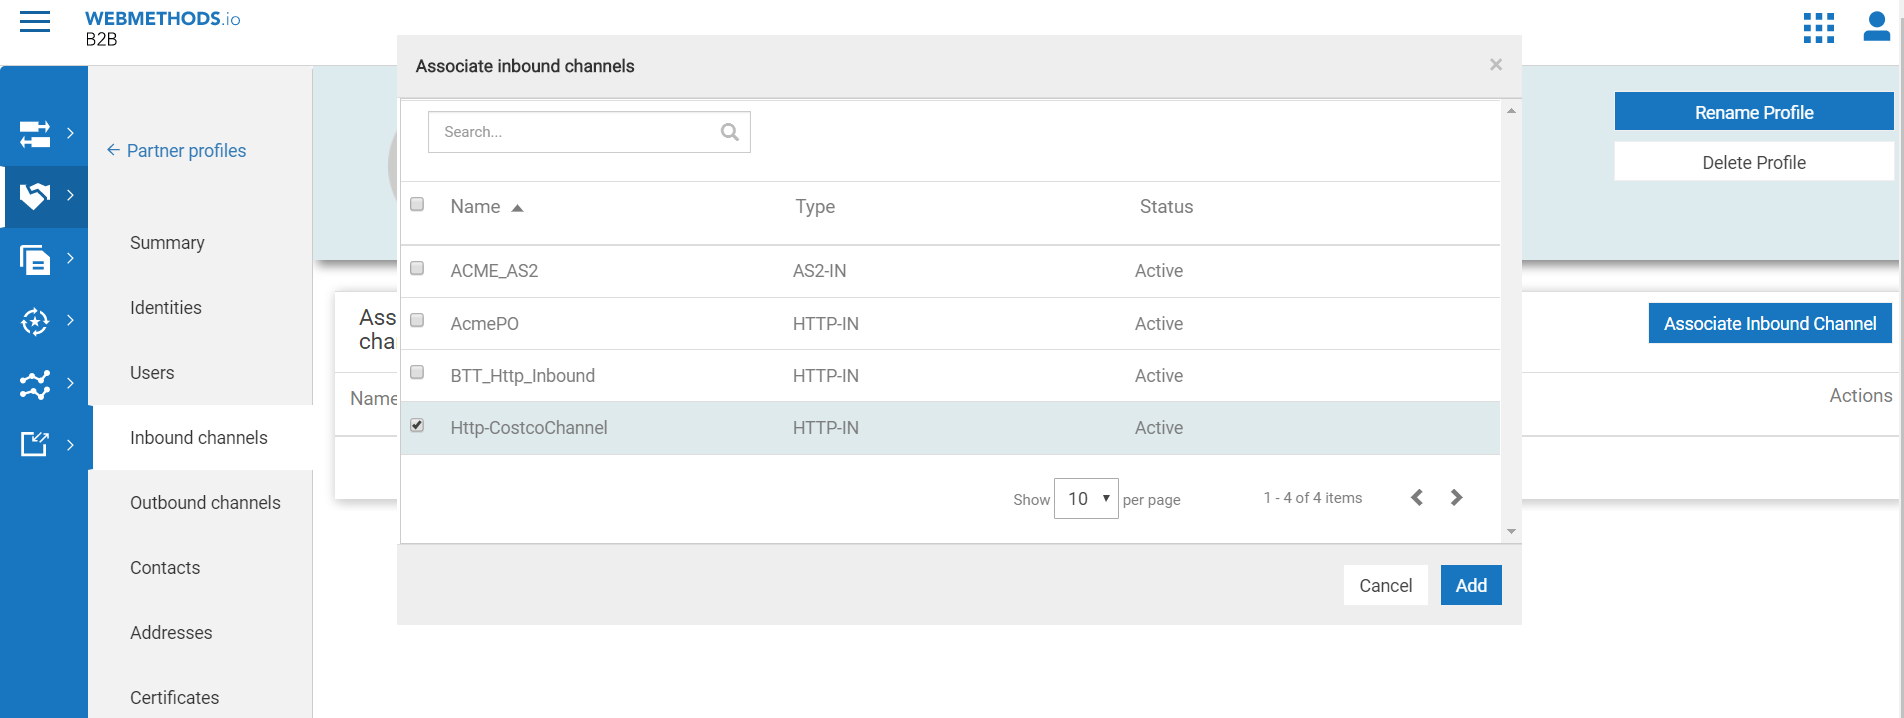 WEBMETHODS.io
B2B
Partner profiles
Summary
Identities
Users
Inbound channels
Outbound channels
Contacts
Addresses
Certificates
Associate inbound channels
×
Search...
Name Type Status
ACME_AS2 AS2-IN Active
AcmePO HTTP-IN Active
BTT_Http_Inbound HTTP-IN Active
Http-CostcoChannel HTTP-IN Active
Show 10 per page 1 - 4 of 4 items
Cancel Add
Rename Profile
Delete Profile
Ass
cha
Associate Inbound Channel
Name Actions